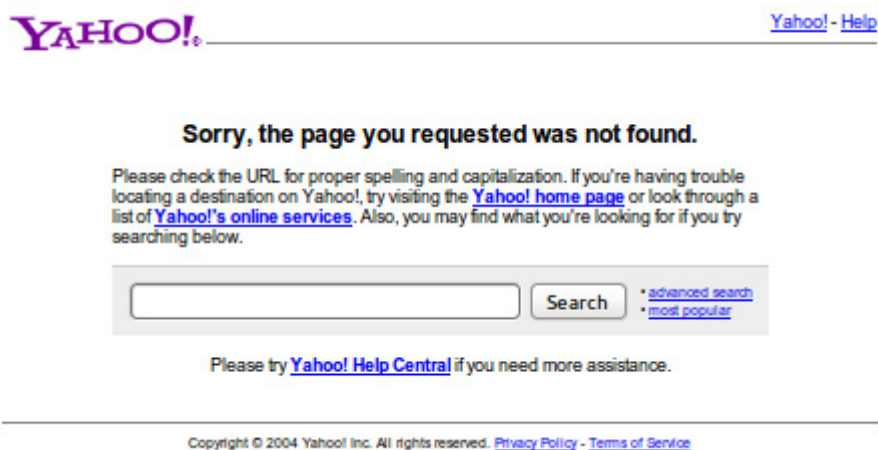 YAHOO!®
Yahoo! - Help
Sorry, the page you requested was not found.
Please check the URL for proper spelling and capitalization. If you're having trouble
locating a destination on Yahoo!, try visiting the Yahoo! home page or look through a
list of Yahoo!'s online services. Also, you may find what you're looking for if you try
searching below.
Search
• advanced search
• most popular
Please try Yahoo! Help Central if you need more assistance.
Copyright © 2004 Yahoo! Inc. All rights reserved. Privacy Policy - Terms of Service